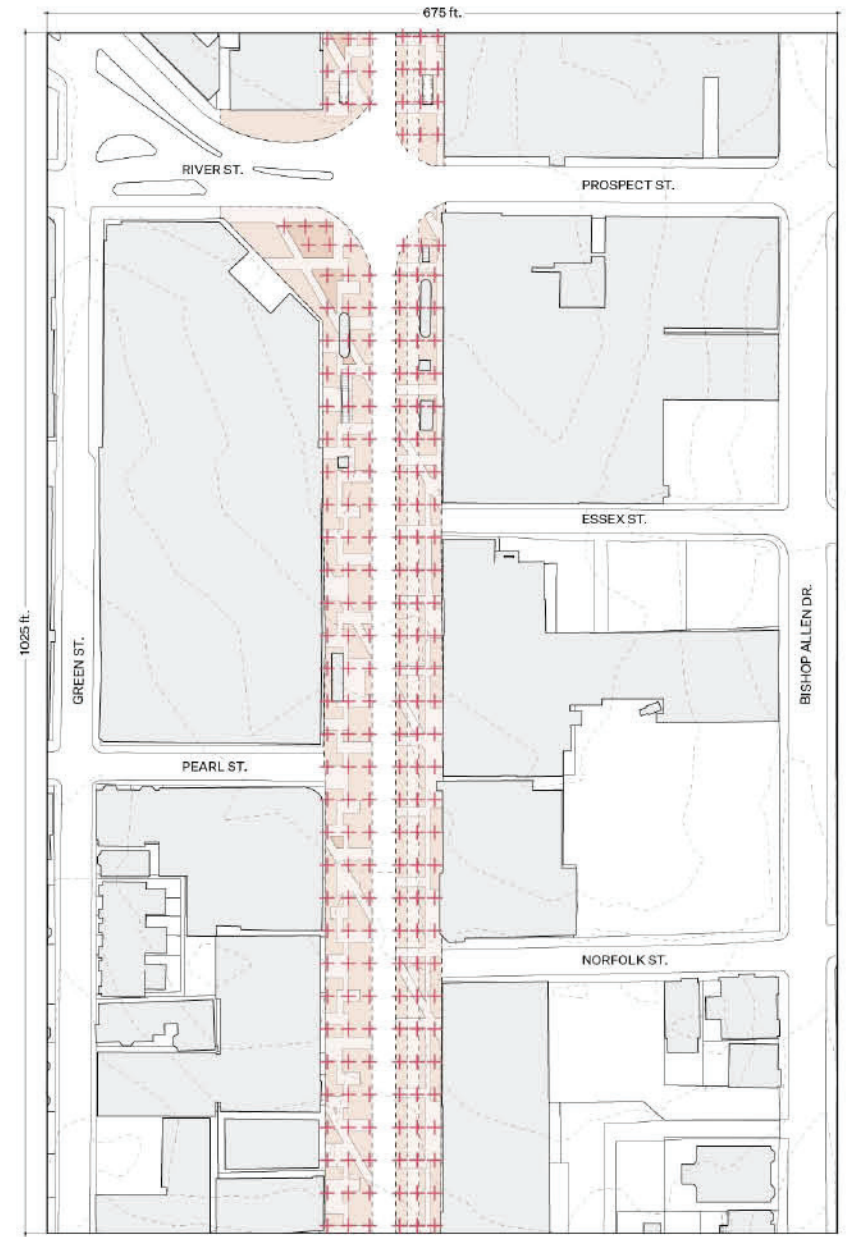 675 ft.
RIVER ST.
PROSPECT ST.
ESSEX ST.
BISHOP ALLEN DR.
1025 ft.
GREEN ST.
PEARL ST.
NORFOLK ST.